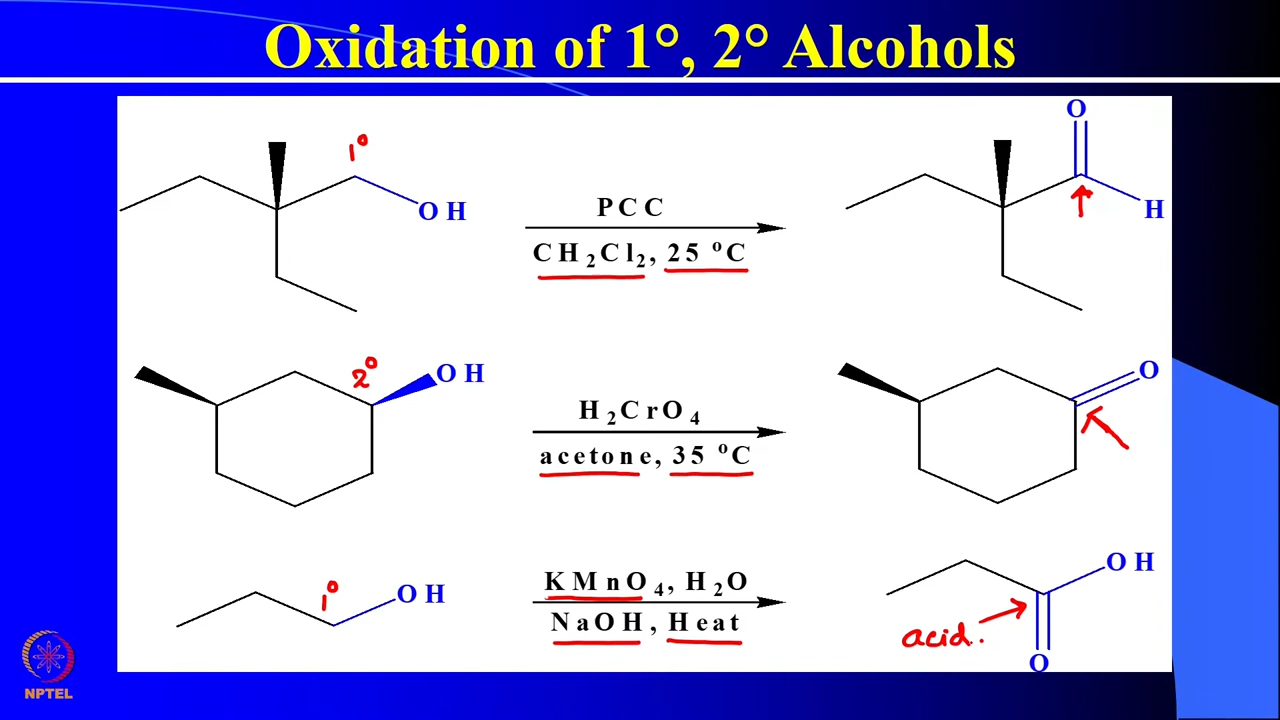 Oxidation of 1°, 2° Alcohols
1°
OH
PCC
CH₂Cl₂, 25 °C
O
H
2°
OH
H₂CrO₄
acetone, 35 °C
O
1°
OH
KMnO₄, H₂O
NaOH, Heat
OH
acid..
O
NPTEL